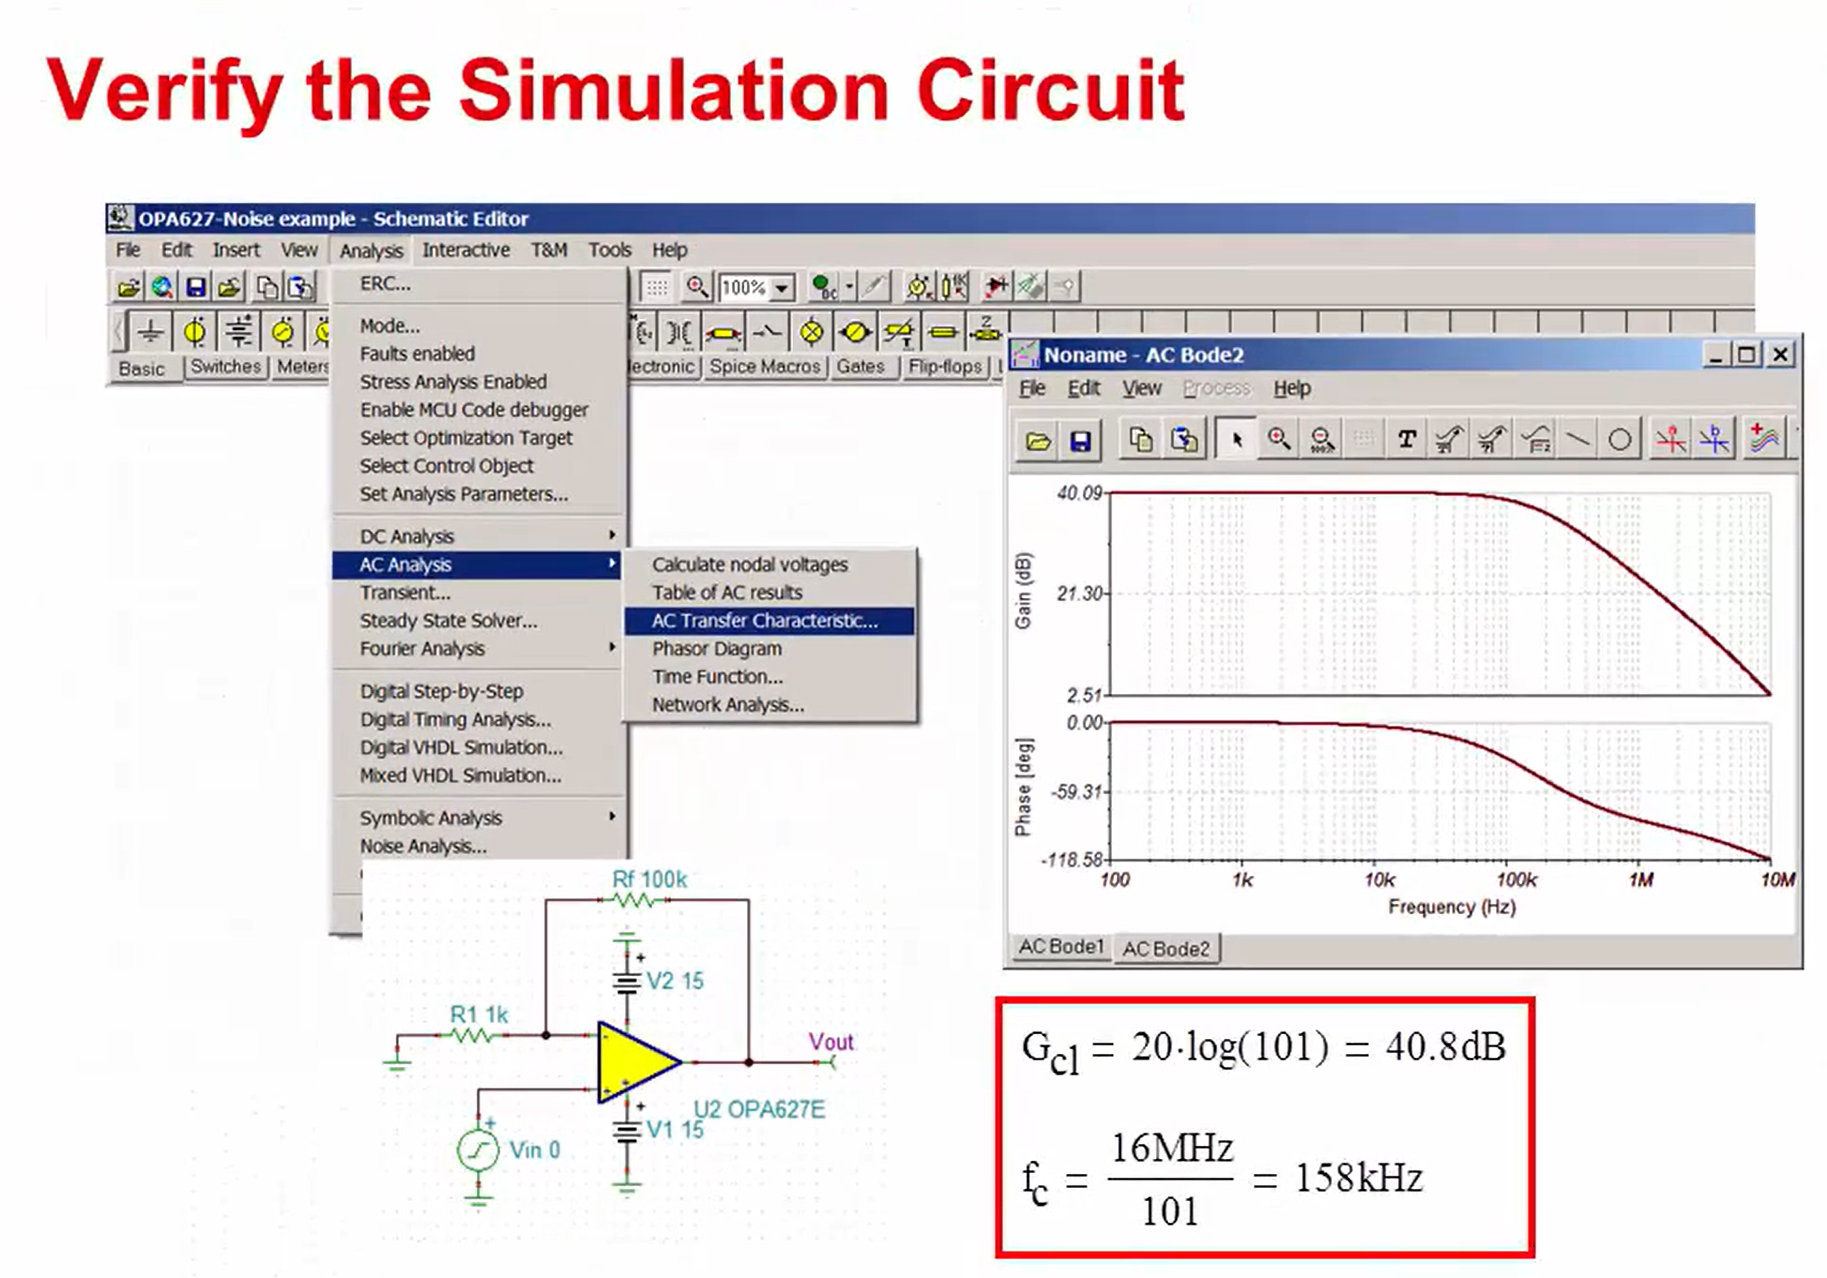 Verify the Simulation Circuit
OPA627-Noise example - Schematic Editor
File Edit Insert View Analysis Interactive T&M Tools Help
100%
DC
Basic Switches Meters
Spice Macros Gates Flip-flops
ERC...
Mode...
Faults enabled
Stress Analysis Enabled
Enable MCU Code debugger
Select Optimization Target
Select Control Object
Set Analysis Parameters...
DC Analysis
AC Analysis
Transient...
Steady State Solver...
Fourier Analysis
Digital Step-by-Step
Digital Timing Analysis...
Digital VHDL Simulation...
Mixed VHDL Simulation...
Symbolic Analysis
Noise Analysis...
Calculate nodal voltages
Table of AC results
AC Transfer Characteristic...
Phasor Diagram
Time Function...
Network Analysis...
Noname - AC Bode2
File Edit View Process Help
T
Gain (dB)
40.09
21.30
2.51
Phase [deg]
0.00
-59.31
-118.58
100 1k 10k 100k 1M 10M
Frequency (Hz)
AC Bode1 AC Bode2
Rf 100k
V2 15
R1 1k
Vout
U2 OPA627E
V1 15
Vin 0
Gcl = 20·log(101) = 40.8dB
fc = 16MHz / 101 = 158kHz